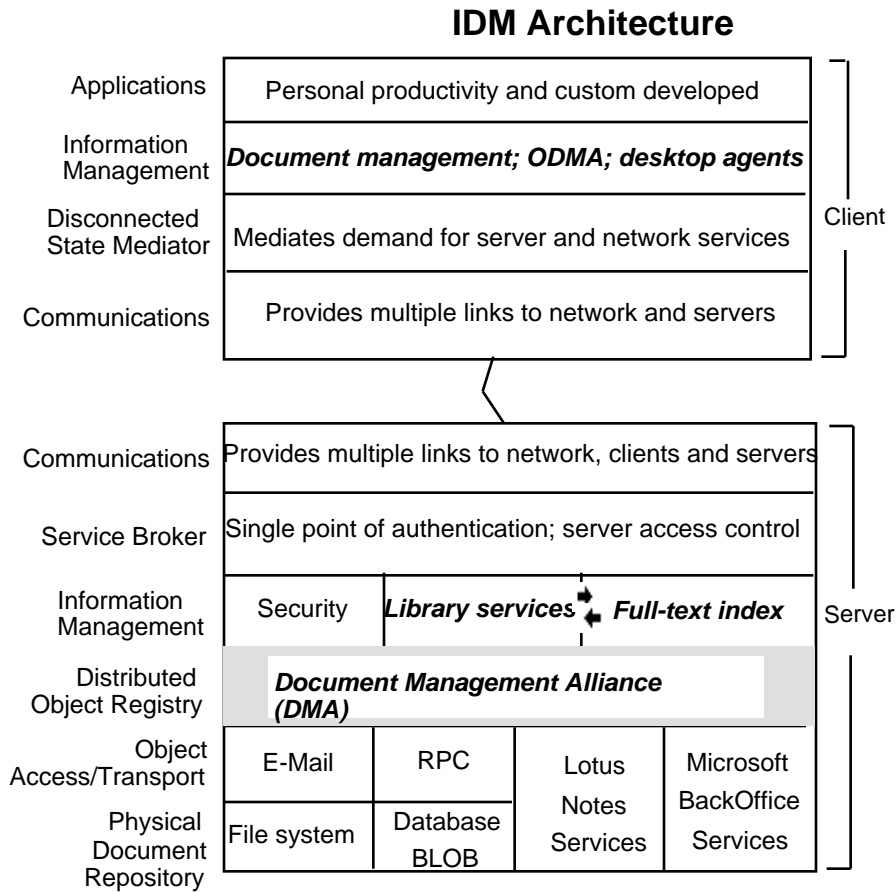 IDM Architecture
Applications
Personal productivity and custom developed
Information
Management
Document management; ODMA; desktop agents
Disconnected
State Mediator
Mediates demand for server and network services
Communications
Provides multiple links to network and servers
Client
Communications
Provides multiple links to network, clients and servers
Service Broker
Single point of authentication; server access control
Information
Management
Security
Library services
Full-text index
Server
Distributed
Object Registry
Document Management Alliance
(DMA)
Object
Access/Transport
E-Mail
RPC
Lotus
Notes
Services
Microsoft
BackOffice
Services
Physical
Document
Repository
File system
Database
BLOB